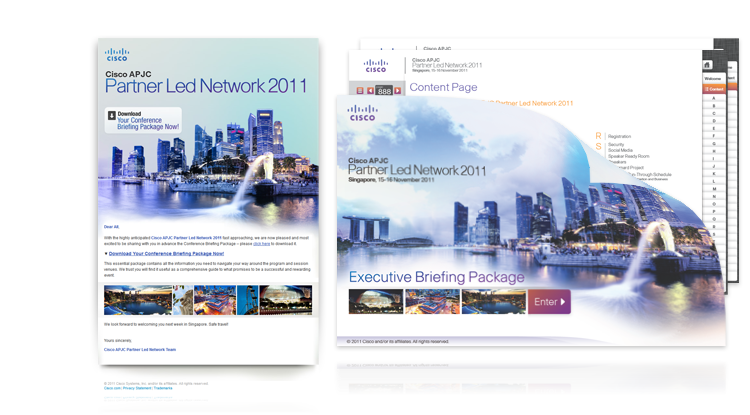 CISCO
Cisco APJC
Partner Led Network 2011
Download
Your Conference
Briefing Package Now!
Dear All,
With the highly anticipated Cisco APJC Partner Led Network 2011 fast approaching, we are now pleased and most
excited to be sharing with you in advance the Conference Briefing Package – please click here to download it.
Download Your Conference Briefing Package Now!
This essential package contains all the information you need to navigate your way around the program and session
venues. We trust you will find it useful as a comprehensive guide to what promises to be a successful and rewarding
event.
We look forward to welcoming you next week in Singapore. Safe travel!
Yours sincerely,
Cisco APJC Partner Led Network Team
© 2011 Cisco Systems, Inc. and/or its affiliates. All rights reserved.
Cisco.com | Privacy Statement | Trademarks
Cisco APJC
CISCO
Cisco APJC
Partner Led Network 2011
Singapore, 15-16 November 2011
888
Content Page
Partner Led Network 2011
Welcome
Content
A
B
C
D
E
F
G
H
I
J
K
L
M
N
O
R
Registration
S
Security
Social Media
Speaker Ready Room
Speakers
Project
Through-Schedule
CISCO
Cisco APJC
Partner Led Network 2011
Singapore, 15-16 November 2011
Executive Briefing Package
Enter
© 2011 Cisco and/or its affiliates. All rights reserved.